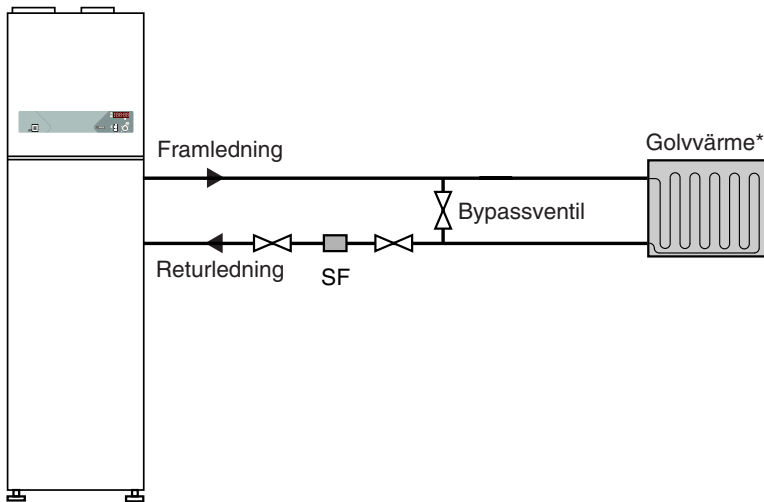 Framledning
Golvvärme*
Bypassventil
Returledning
SF